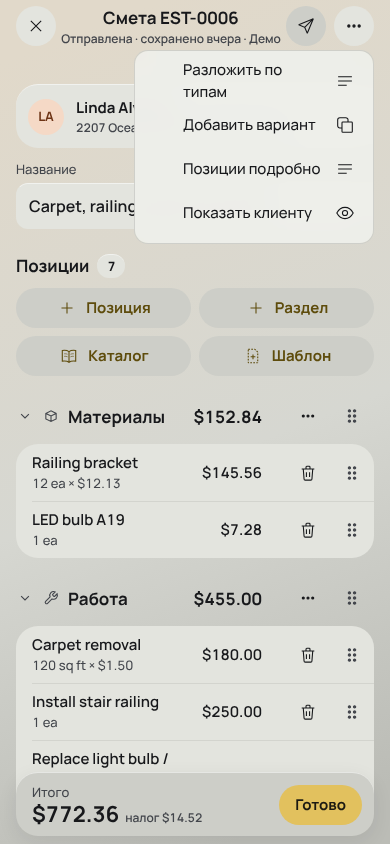 Смета EST-0006
Отправлена · сохранено вчера · Демо
Разложить по
типам
Добавить вариант
Позиции подробно
Показать клиенту
LA
Linda
2207
Название
Carpet, railing
Позиции 7
Позиция
Раздел
Каталог
Шаблон
Материалы $152.84
Railing bracket
12 ea × $12.13
$145.56
LED bulb A19
1 ea
$7.28
Работа $455.00
Carpet removal
120 sq ft × $1.50
$180.00
Install stair railing
1 ea
$250.00
Replace light bulb /
Итого
$772.36 налог $14.52
Готово